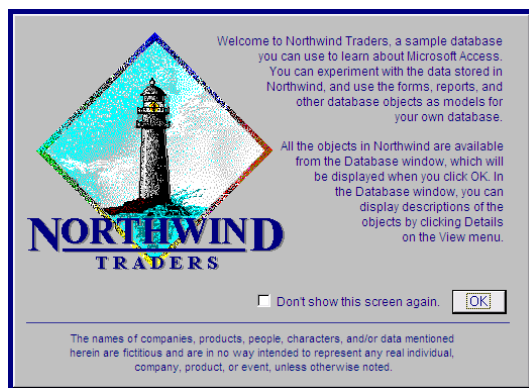 Welcome to Northwind Traders, a sample database
you can use to learn about Microsoft Access.
You can experiment with the data stored in
Northwind, and use the forms, reports, and
other database objects as models for
your own database.
All the objects in Northwind are available
from the Database window, which will
be displayed when you click OK. In
the Database window, you can
display descriptions of the
objects by clicking Details
on the View menu.
NORTHWIND
TRADERS
Don't show this screen again. OK
The names of companies, products, people, characters, and/or data mentioned
herein are fictitious and are in no way intended to represent any real individual,
company, product, or event, unless otherwise noted.